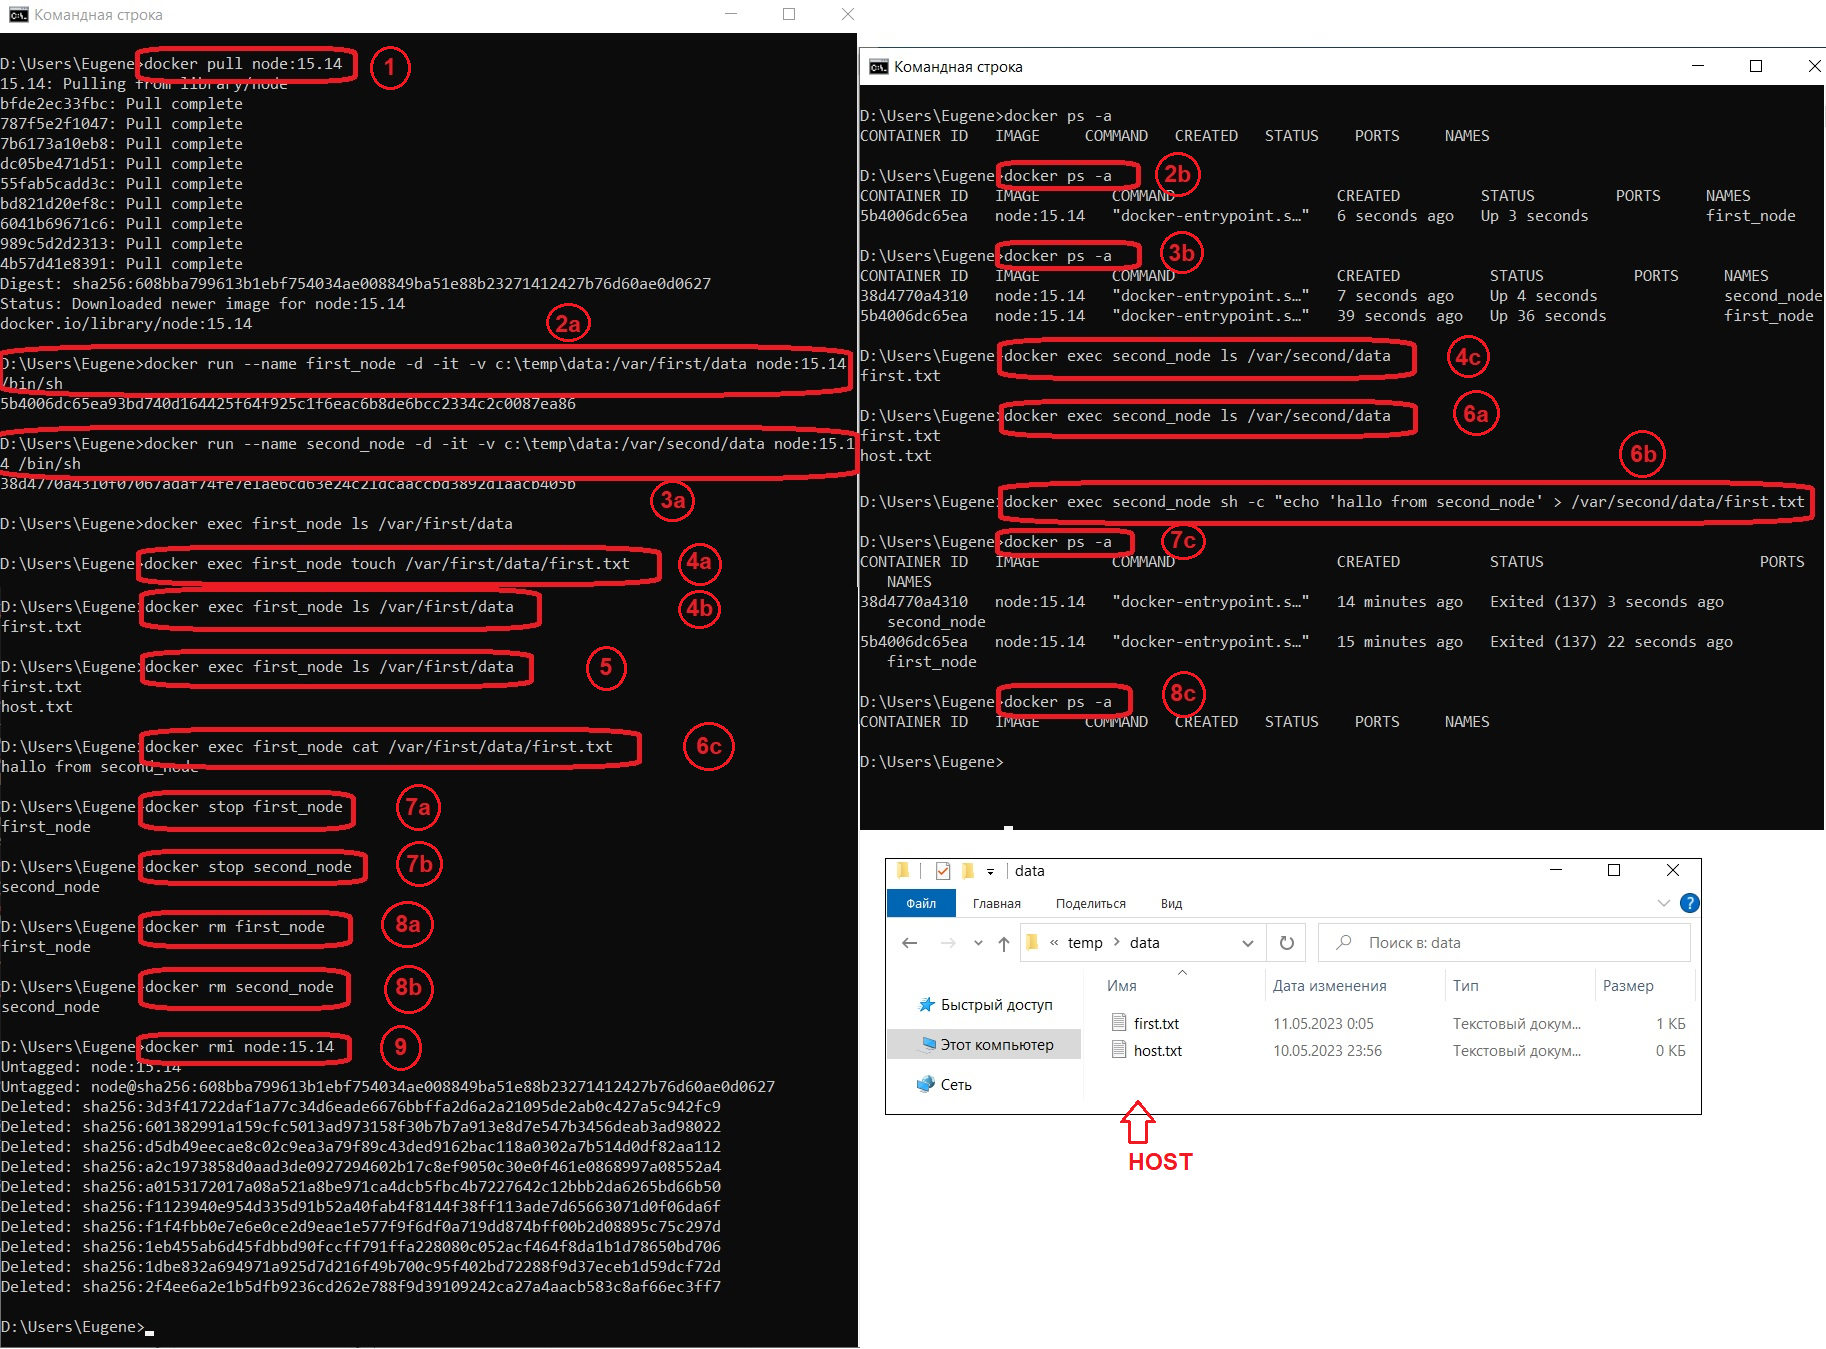 Командная строка
D:\Users\Eugene>docker pull node:15.14
1
15.14: Pulling from library/node
bfde2ec33fbc: Pull complete
787f5e2f1047: Pull complete
7b6173a10eb8: Pull complete
dc05be471d51: Pull complete
55fab5cadd3c: Pull complete
bd821d20ef8c: Pull complete
6041b69671c6: Pull complete
989c5d2d2313: Pull complete
4b57d41e8391: Pull complete
Digest: sha256:608bba799613b1ebf754034ae008849ba51e88b23271412427b76d60ae0d0627
Status: Downloaded newer image for node:15.14
docker.io/library/node:15.14
2a
D:\Users\Eugene>docker run --name first_node -d -it -v c:\temp\data:/var/first/data node:15.14
/bin/sh
5b4006dc65ea93bd740d164425f64f925c1f6eac6b8de6bcc2334c2c0087ea86
D:\Users\Eugene>docker run --name second_node -d -it -v c:\temp\data:/var/second/data node:15.1
4 /bin/sh
38d4770a4310f07067adaf74fe7e1ae6cd63e24c21dcaaccbd3892d1aacb405b
3a
D:\Users\Eugene>docker exec first_node ls /var/first/data
D:\Users\Eugene>docker exec first_node touch /var/first/data/first.txt
4a
D:\Users\Eugene>docker exec first_node ls /var/first/data
4b
first.txt
D:\Users\Eugene>docker exec first_node ls /var/first/data
5
first.txt
host.txt
D:\Users\Eugene>docker exec first_node cat /var/first/data/first.txt
6c
hallo from second_node
D:\Users\Eugene>docker stop first_node
7a
first_node
D:\Users\Eugene>docker stop second_node
7b
second_node
D:\Users\Eugene>docker rm first_node
8a
first_node
D:\Users\Eugene>docker rm second_node
8b
second_node
D:\Users\Eugene>docker rmi node:15.14
9
Untagged: node:15.14
Untagged: node@sha256:608bba799613b1ebf754034ae008849ba51e88b23271412427b76d60ae0d0627
Deleted: sha256:3d3f41722daf1a77c34d6eade6676bbffa2d6a2a21095de2ab0c427a5c942fc9
Deleted: sha256:601382991a159cfc5013ad973158f30b7b7a913e8d7e547b3456deab3ad98022
Deleted: sha256:d5db49eecae8c02c9ea3a79f89c43ded9162bac118a0302a7b514d0df82aa112
Deleted: sha256:a2c1973858d0aad3de0927294602b17c8ef9050c30e0f461e0868997a08552a4
Deleted: sha256:a0153172017a08a521a8be971ca4dcb5fbc4b7227642c12bbb2da6265bd66b50
Deleted: sha256:f1123940e954d335d91b52a40fab4f8144f38ff113ade7d65663071d0f06da6f
Deleted: sha256:f1f4fbb0e7e6e0ce2d9eae1e577f9f6df0a719dd874bff00b2d08895c75c297d
Deleted: sha256:1eb455ab6d45fdbbd90fccff791ffa228080c052acf464f8da1b1d78650bd706
Deleted: sha256:1dbe832a694971a925d7d216f49b700c95f402bd72288f9d37eceb1d59dcf72d
Deleted: sha256:2f4ee6a2e1b5dfb9236cd262e788f9d39109242ca27a4aacb583c8af66ec3ff7
D:\Users\Eugene>
Командная строка
D:\Users\Eugene>docker ps -a
CONTAINER ID IMAGE COMMAND CREATED STATUS PORTS NAMES
D:\Users\Eugene>docker ps -a
2b
CONTAINER ID IMAGE COMMAND CREATED STATUS PORTS NAMES
5b4006dc65ea node:15.14 "docker-entrypoint.s…" 6 seconds ago Up 3 seconds first_node
D:\Users\Eugene>docker ps -a
3b
CONTAINER ID IMAGE COMMAND CREATED STATUS PORTS NAMES
38d4770a4310 node:15.14 "docker-entrypoint.s…" 7 seconds ago Up 4 seconds second_node
5b4006dc65ea node:15.14 "docker-entrypoint.s…" 39 seconds ago Up 36 seconds first_node
D:\Users\Eugene>docker exec second_node ls /var/second/data
4c
first.txt
D:\Users\Eugene>docker exec second_node ls /var/second/data
6a
first.txt
host.txt
6b
D:\Users\Eugene>docker exec second_node sh -c "echo 'hallo from second_node' > /var/second/data/first.txt
D:\Users\Eugene>docker ps -a
7c
CONTAINER ID IMAGE COMMAND CREATED STATUS PORTS
NAMES
38d4770a4310 node:15.14 "docker-entrypoint.s…" 14 minutes ago Exited (137) 3 seconds ago
second_node
5b4006dc65ea node:15.14 "docker-entrypoint.s…" 15 minutes ago Exited (137) 22 seconds ago
first_node
D:\Users\Eugene>docker ps -a
8c
CONTAINER ID IMAGE COMMAND CREATED STATUS PORTS NAMES
D:\Users\Eugene>
data
Файл Главная Поделиться Вид
« temp > data
Поиск в: data
Имя Дата изменения Тип Размер
Быстрый доступ
Этот компьютер
Сеть
first.txt 11.05.2023 0:05 Текстовый докум... 1 КБ
host.txt 10.05.2023 23:56 Текстовый докум... 0 КБ
HOST